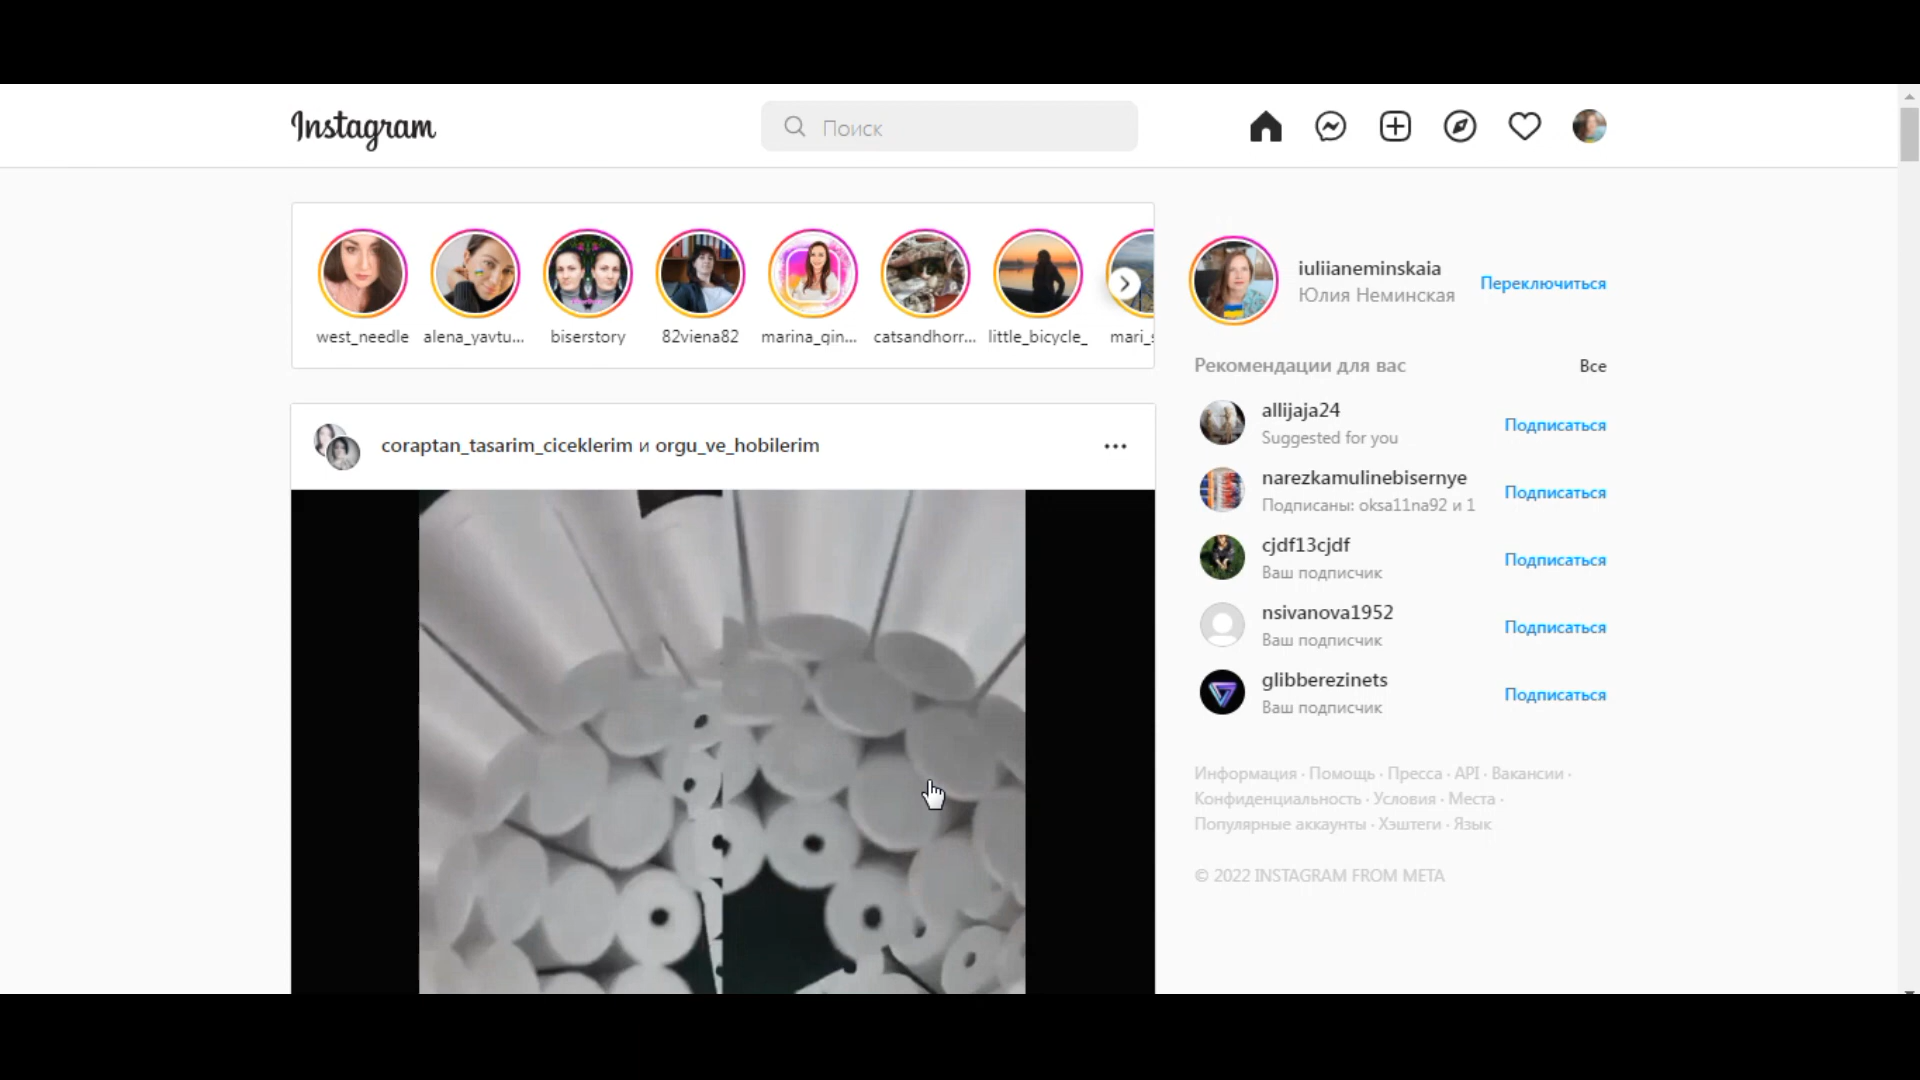 Instagram
Поиск
west_needle
alena_yavtu...
biserstory
82viena82
marina_qin...
catsandhorr...
little_bicycle_
mari_s
iuliianeminskaia
Юлия Неминская
Переключиться
Рекомендации для вас
Все
allijaja24
Suggested for you
Подписаться
narezkamulinebisernye
Подписаны: oksa11na92 и 1
Подписаться
cjdf13cjdf
Ваш подписчик
Подписаться
nsivanova1952
Ваш подписчик
Подписаться
glibberezinets
Ваш подписчик
Подписаться
coraptan_tasarim_ciceklerim и orgu_ve_hobilerim
Информация · Помощь · Пресса · API · Вакансии ·
Конфиденциальность · Условия · Места ·
Популярные аккаунты · Хэштеги · Язык
© 2022 INSTAGRAM FROM META